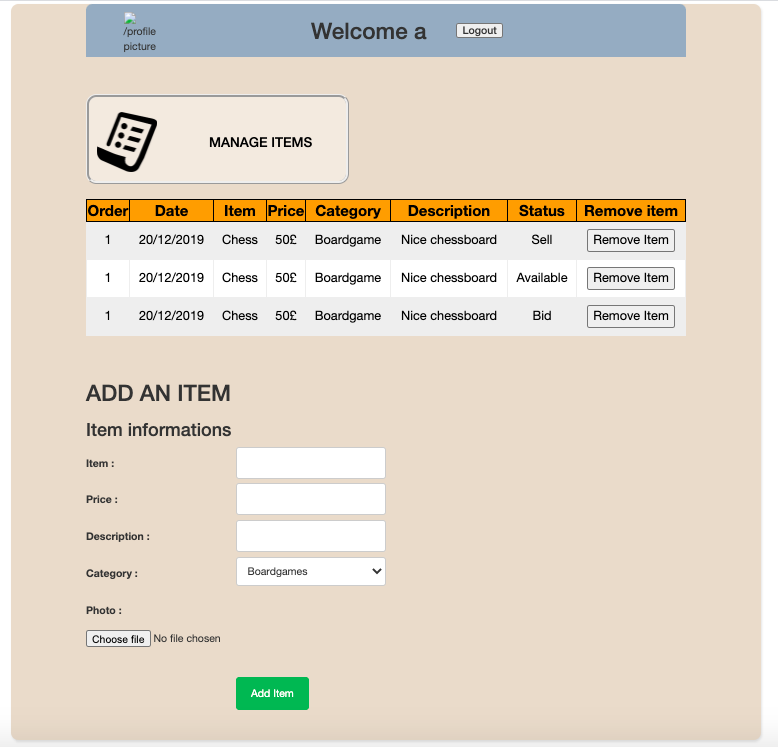 /profile
picture
Welcome a Logout
MANAGE ITEMS
Order Date Item Price Category Description Status Remove item
1 20/12/2019 Chess 50£ Boardgame Nice chessboard Sell Remove Item
1 20/12/2019 Chess 50£ Boardgame Nice chessboard Available Remove Item
1 20/12/2019 Chess 50£ Boardgame Nice chessboard Bid Remove Item
ADD AN ITEM
Item informations
Item :
Price :
Description :
Category : Boardgames
Photo :
Choose file No file chosen
Add Item